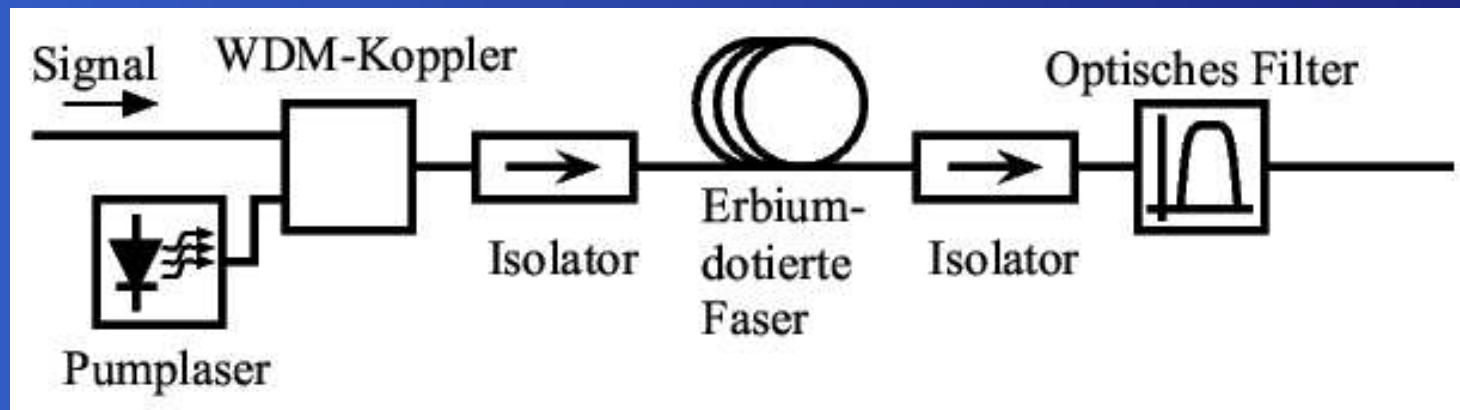 Signal
WDM-Koppler
Optisches Filter
Isolator
Erbium-
dotierte
Faser
Isolator
Pumplaser